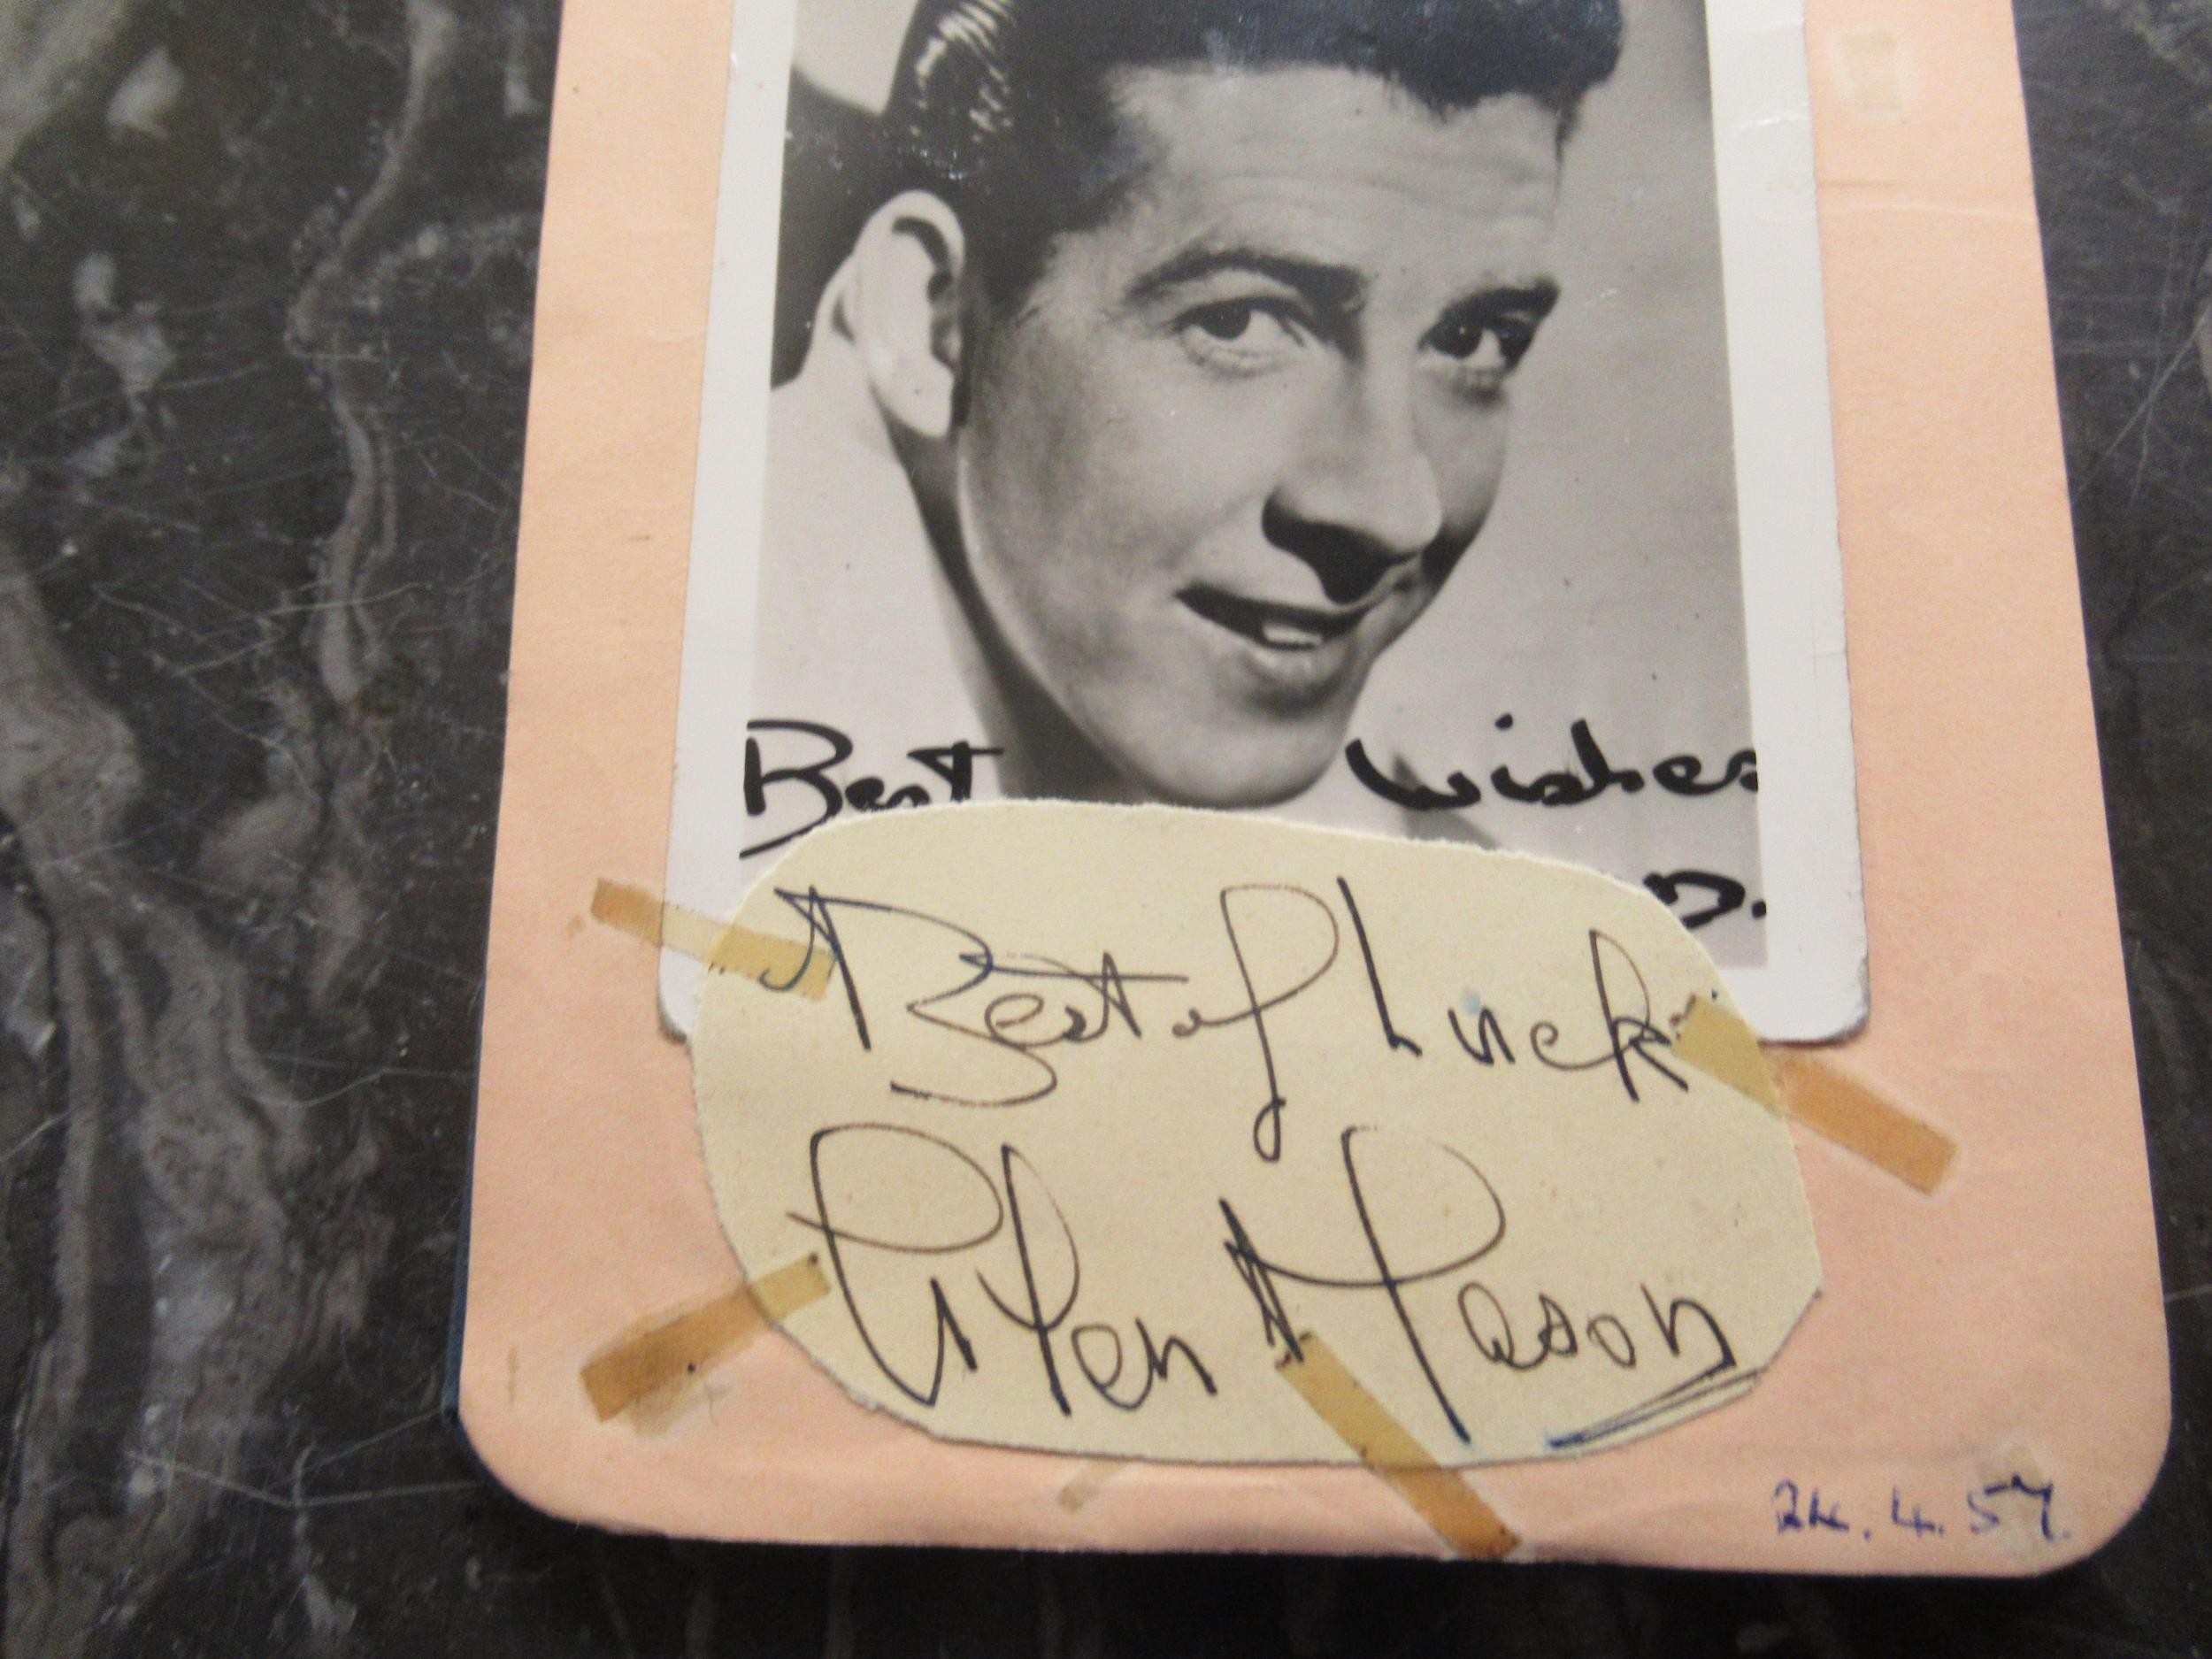 Best wishes
Best of Luck
Glen Mason
24.4.57.